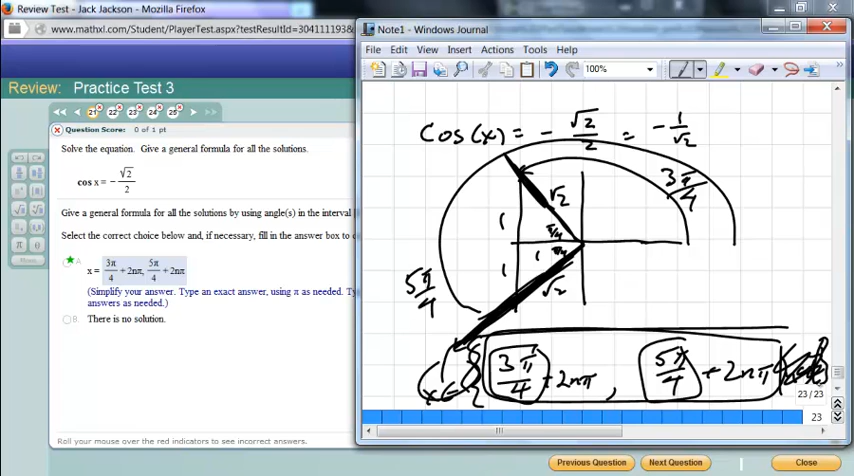 Review Test - Jack Jackson - Mozilla Firefox
www.mathxl.com/Student/PlayerTest.aspx?testResultId=304111193&
Review: Practice Test 3
21 22 23 24 25
Question Score: 0 of 1 pt
Solve the equation. Give a general formula for all the solutions.
cos x = - √2/2
Give a general formula for all the solutions by using angle(s) in the interval [
Select the correct choice below and, if necessary, fill in the answer box to c
A.
x = 3π/4 + 2nπ, 5π/4 + 2nπ
(Simplify your answer. Type an exact answer, using π as needed. Ty
answers as needed.)
B. There is no solution.
More
Roll your mouse over the red indicators to see incorrect answers.
Previous Question
Next Question
Close
Note1 - Windows Journal
File Edit View Insert Actions Tools Help
100%
Cos(x) = - √2/2 = - 1/√2
3π/4
√2
1
π/4
1
π/4
1
√2
5π/4
x = { 3π/4 + 2nπ, 5π/4 + 2nπ
23 / 23
23